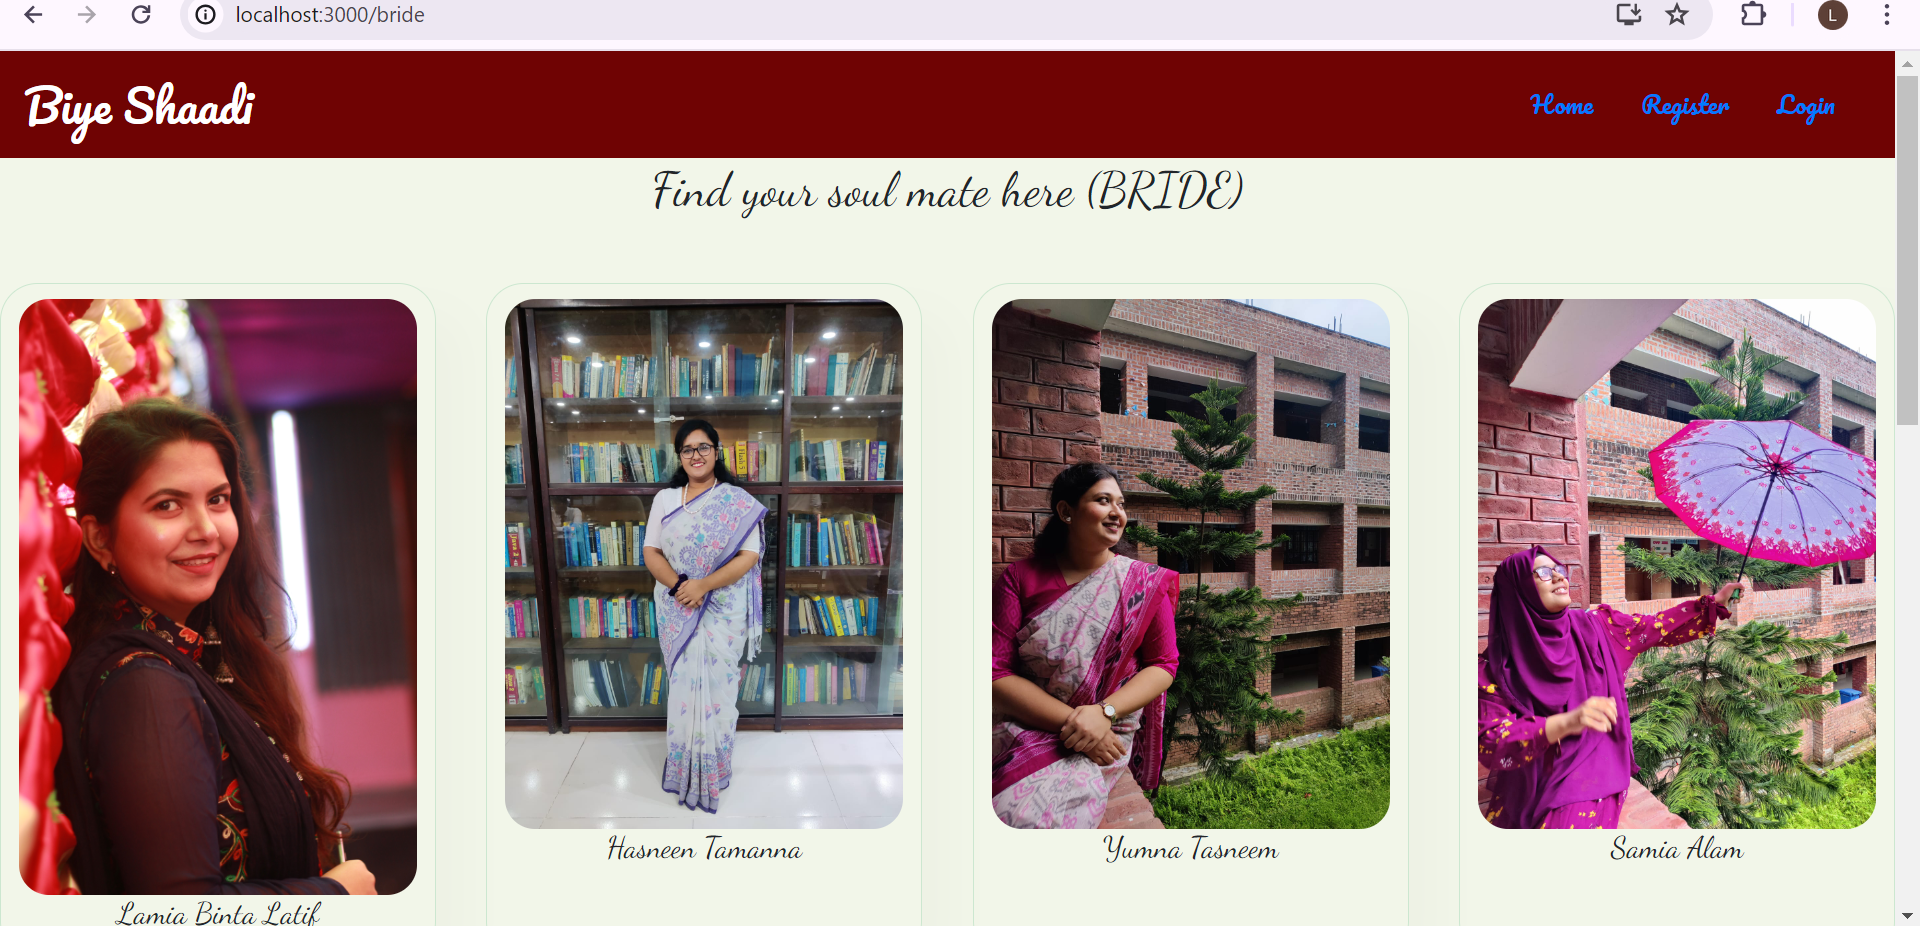 localhost:3000/bride
L
Biye Shaadi
Home Register Login
Find your soul mate here (BRIDE)
Hasneen Tamanna
Yumna Tasneem
Samia Alam
Lamia Binta Latif